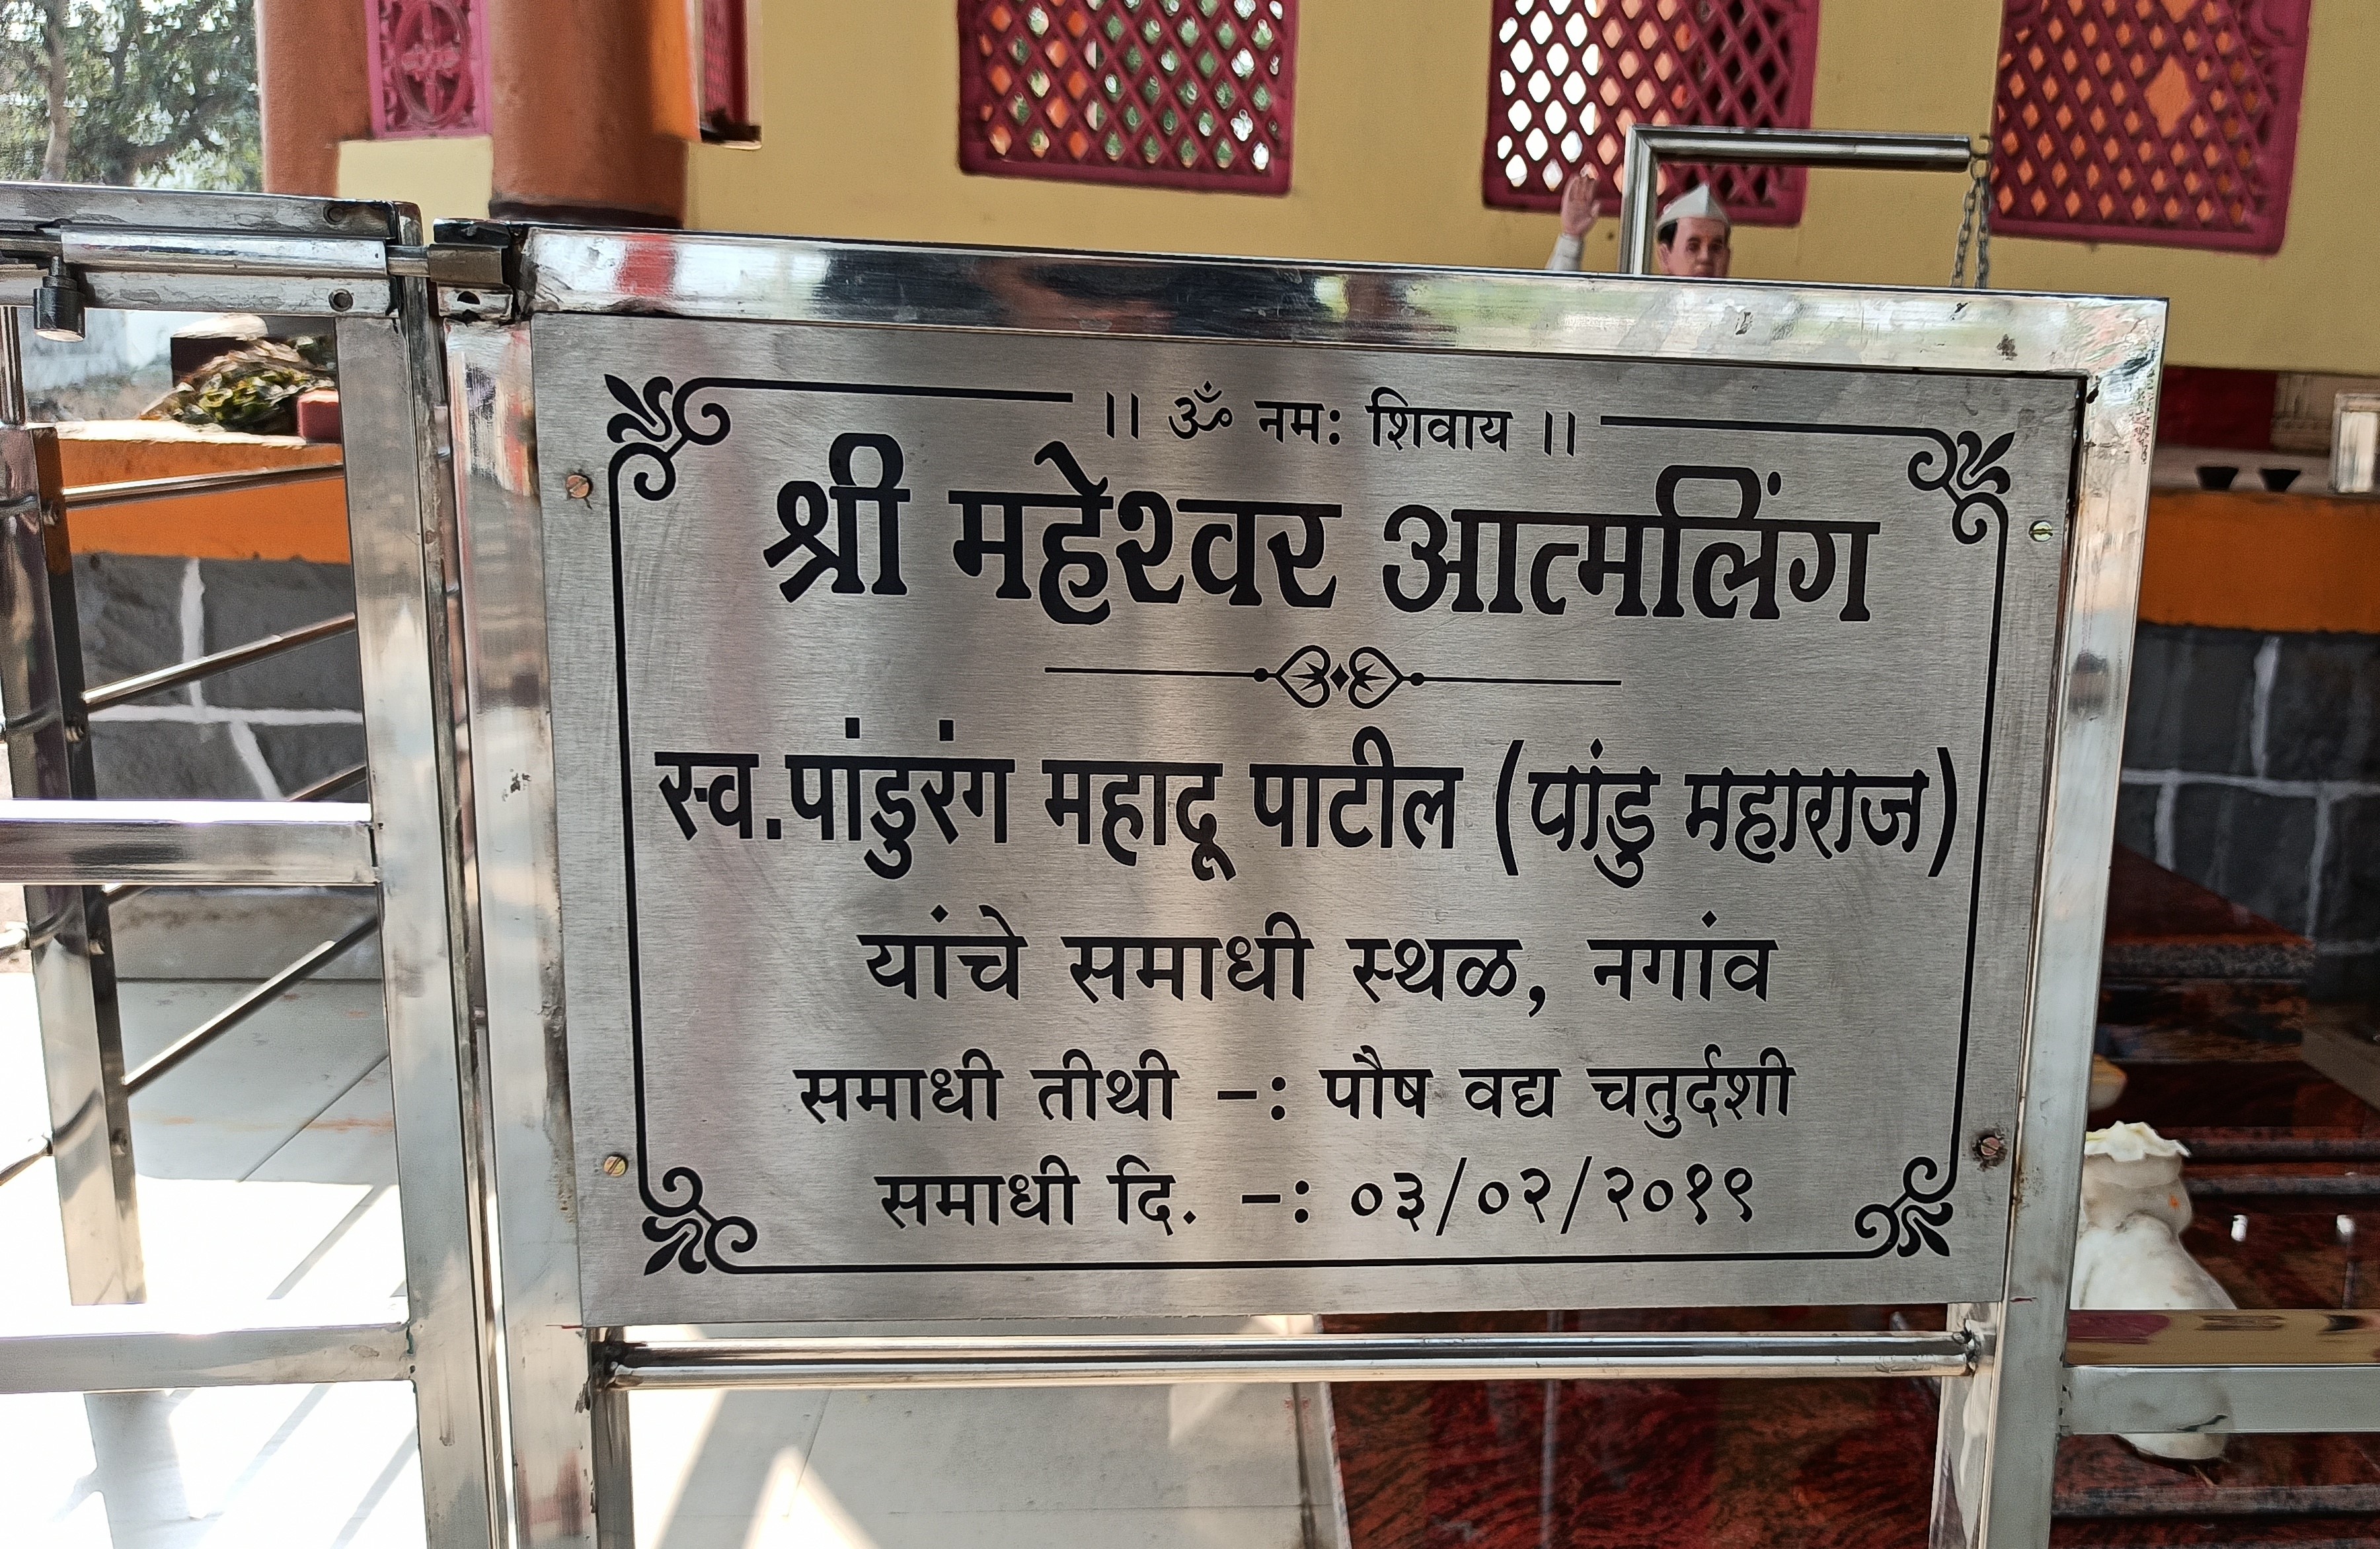 ।। ॐ नमः शिवाय ।।
श्री महेश्वर आत्मलिंग
स्व.पांडुरंग महादू पाटील (पांडु महाराज)
यांचे समाधी स्थळ, नगांव
समाधी तीथी -: पौष वद्य चतुर्दशी
समाधी दि. -: ०३/०२/२०१९